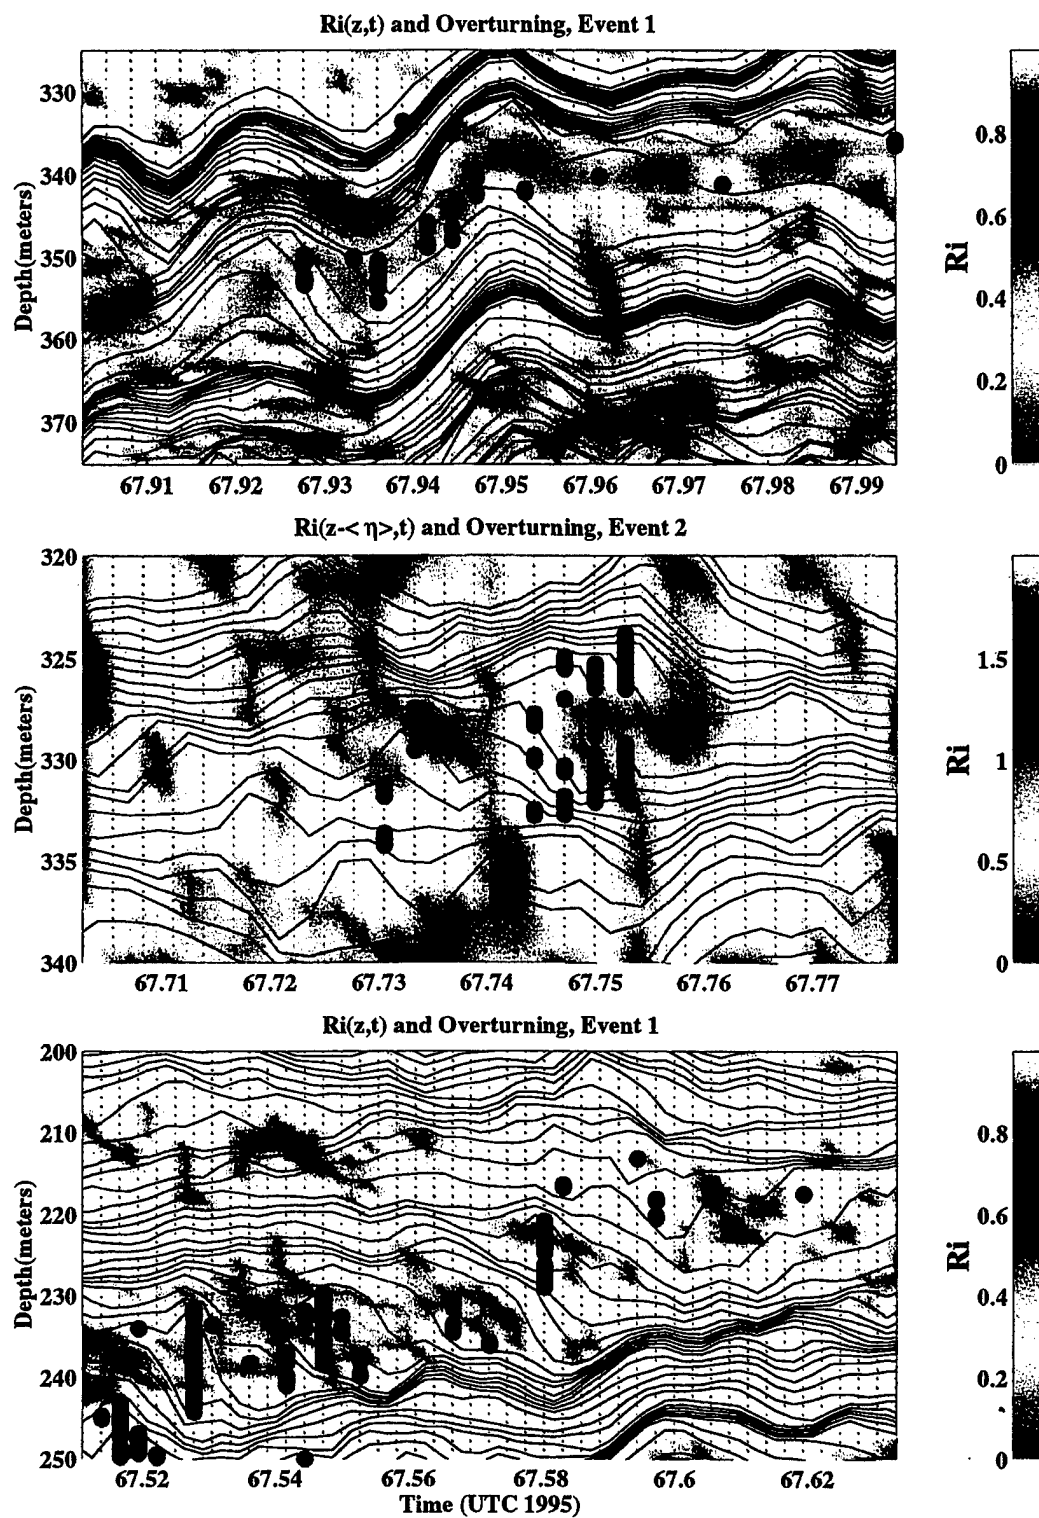 Ri(z,t) and Overturning, Event 1
Depth(meters)
330
340
350
360
370
67.91 67.92 67.93 67.94 67.95 67.96 67.97 67.98 67.99
Ri
0.8
0.6
0.4
0.2
0
Ri(z-< η>,t) and Overturning, Event 2
Depth(meters)
320
325
330
335
340
67.71 67.72 67.73 67.74 67.75 67.76 67.77
Ri
1.5
1
0.5
0
Ri(z,t) and Overturning, Event 1
Depth(meters)
200
210
220
230
240
250
67.52 67.54 67.56 67.58 67.6 67.62
Time (UTC 1995)
Ri
0.8
0.6
0.4
0.2
0